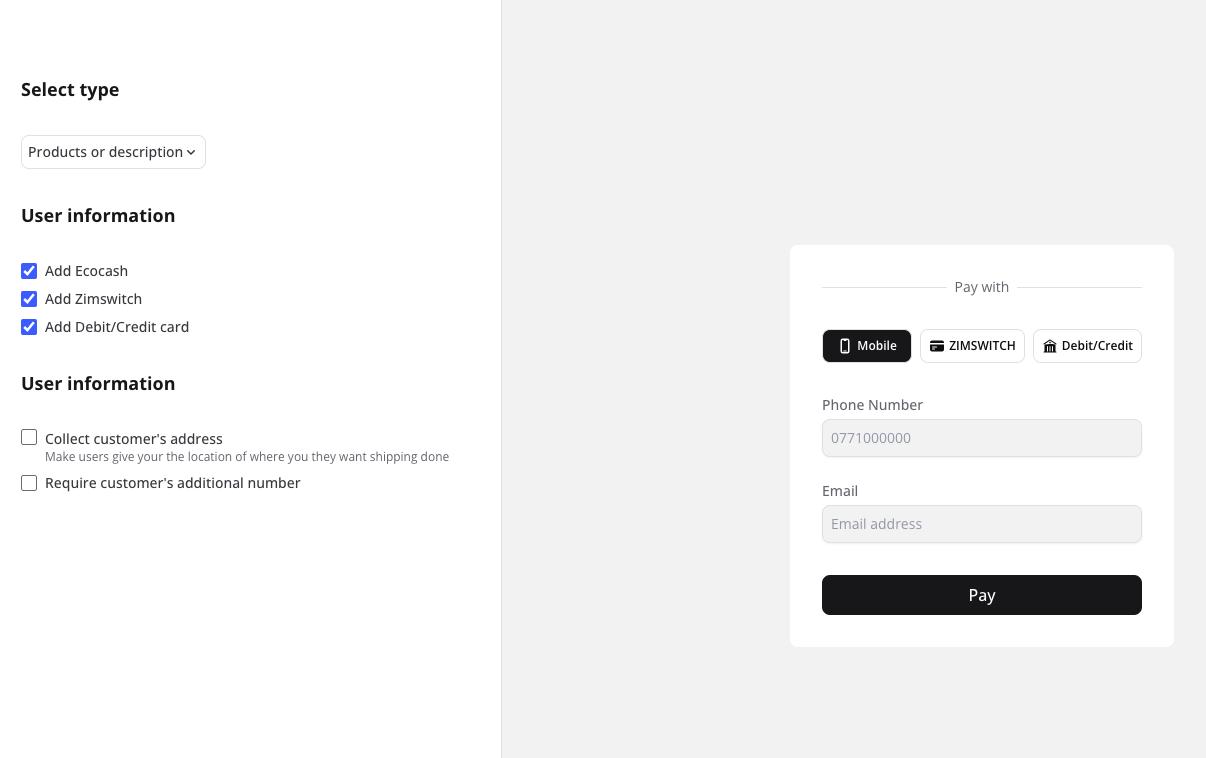 Select type
Products or description
User information
Add Ecocash
Add Zimswitch
Add Debit/Credit card
User information
Collect customer's address
Make users give your the location of where you they want shipping done
Require customer's additional number
Pay with
Mobile
ZIMSWITCH
Debit/Credit
Phone Number
0771000000
Email
Email address
Pay